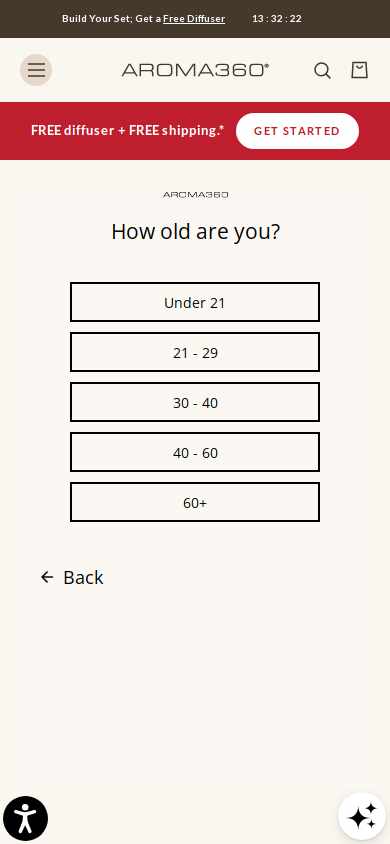 Build Your Set; Get a Free Diffuser 13 : 32 : 22
AROMA360®
FREE diffuser + FREE shipping.* GET STARTED
AROMA360
How old are you?
Under 21
21 - 29
30 - 40
40 - 60
60+
Back